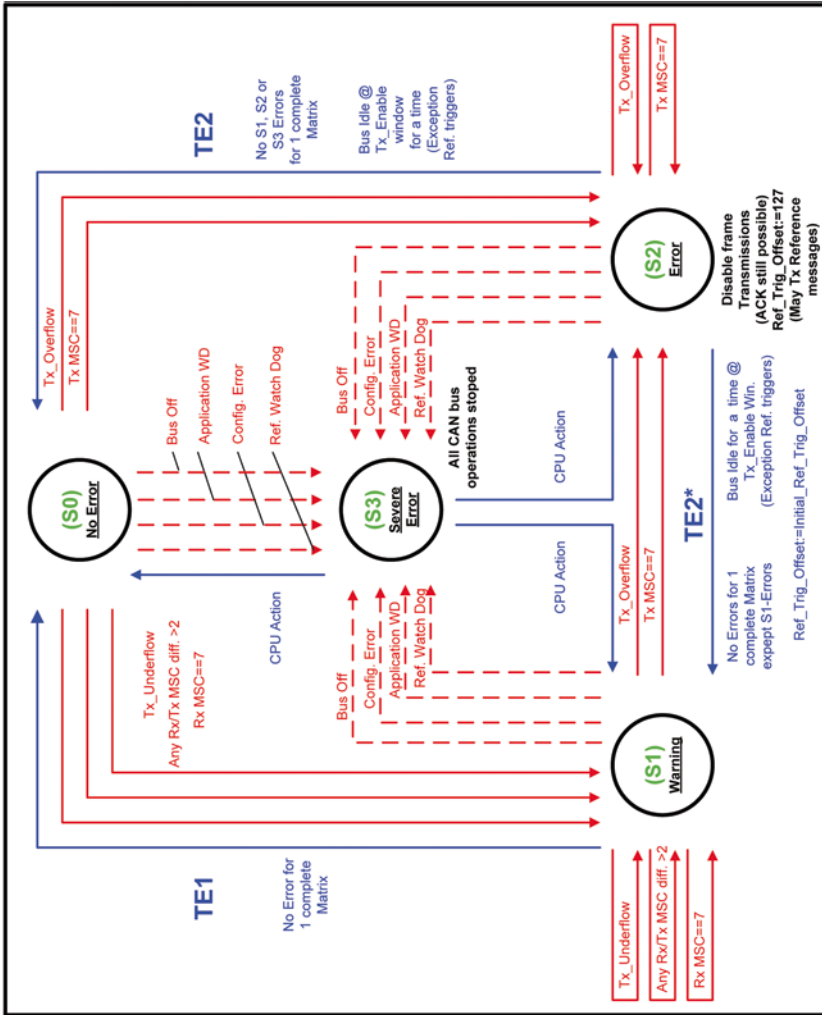 TE1
No Error for
1 complete
Matrix
Tx_Underflow
Any Rx/Tx MSC diff. >2
Rx MSC==7
(S0)
No Error
Tx_Overflow
Tx MSC==7
TE2
No S1, S2 or
S3 Errors
for 1 complete
Matrix
Bus Idle @
Tx_Enable
window
for a time
(Exception
Ref. triggers)
CPU Action
Bus Off
Application WD
Config. Error
Ref. Watch Dog
Bus Off
Config. Error
Application WD
Ref. Watch Dog
(S3)
Severe
Error
All CAN bus
operations stoped
Bus Off
Config. Error
Application WD
Ref. Watch Dog
CPU Action
CPU Action
Tx_Overflow
Tx MSC==7
Tx_Underflow
Any Rx/Tx MSC diff. >2
Rx MSC==7
(S1)
Warning
(S2)
Error
Tx_Overflow
Tx MSC==7
Disable frame
Transmissions
(ACK still possible)
Ref_Trig_Offset:=127
(May Tx Reference
messages)
TE2*
No Errors for 1
complete Matrix
expept S1-Errors
Bus Idle for a time @
Tx_Enable Win.
(Exception Ref. triggers)
Ref_Trig_Offset:=Initial_Ref_Trig_Offset